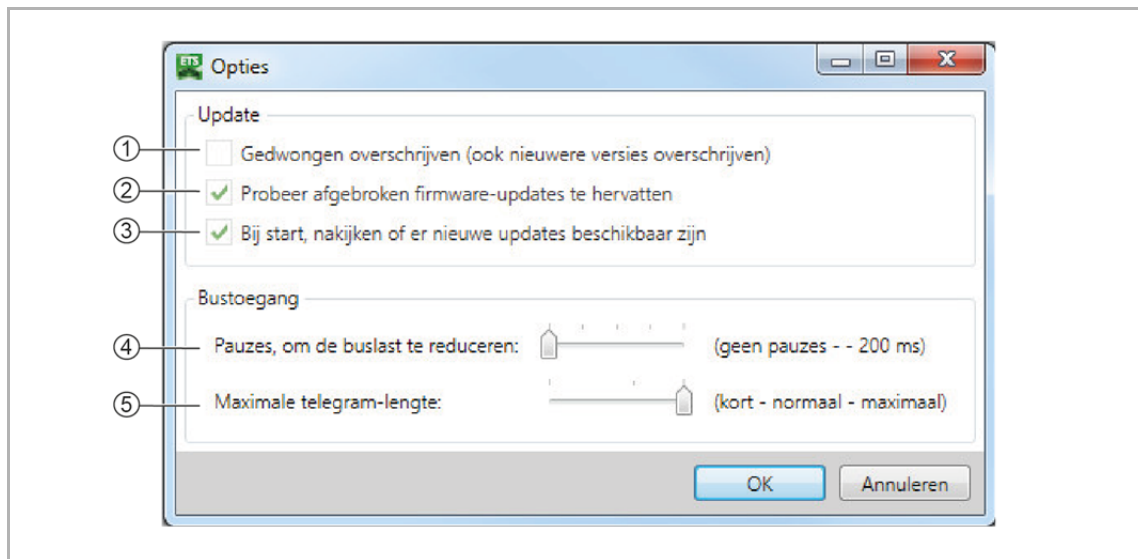 ETS Opties
Update
① Gedwongen overschrijven (ook nieuwere versies overschrijven)
② Probeer afgebroken firmware-updates te hervatten
③ Bij start, nakijken of er nieuwe updates beschikbaar zijn
Bustoegang
④ Pauzes, om de buslast te reduceren: (geen pauzes - - 200 ms)
⑤ Maximale telegram-lengte: (kort - normaal - maximaal)
OK Annuleren